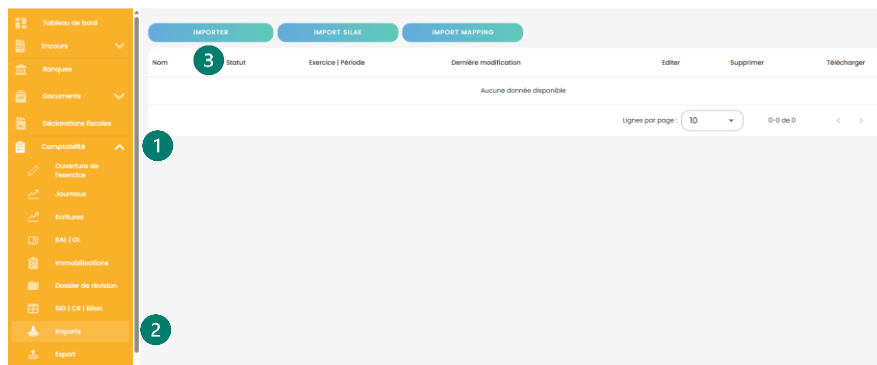 Tableau de bord
Encours
Banques
Documents
Déclarations fiscales
Comptabilité
1
Ouverture de
l'exercice
Journaux
Ecritures
BAL | GL
Immobilisations
Dossier de révision
SIG | CR | Bilan
Imports
2
Export
IMPORTER
IMPORT SILAE
IMPORT MAPPING
3
Nom Statut Exercice | Période Dernière modification Editer Supprimer Télécharger
Aucune donnée disponible
Lignes par page : 10 0-0 de 0